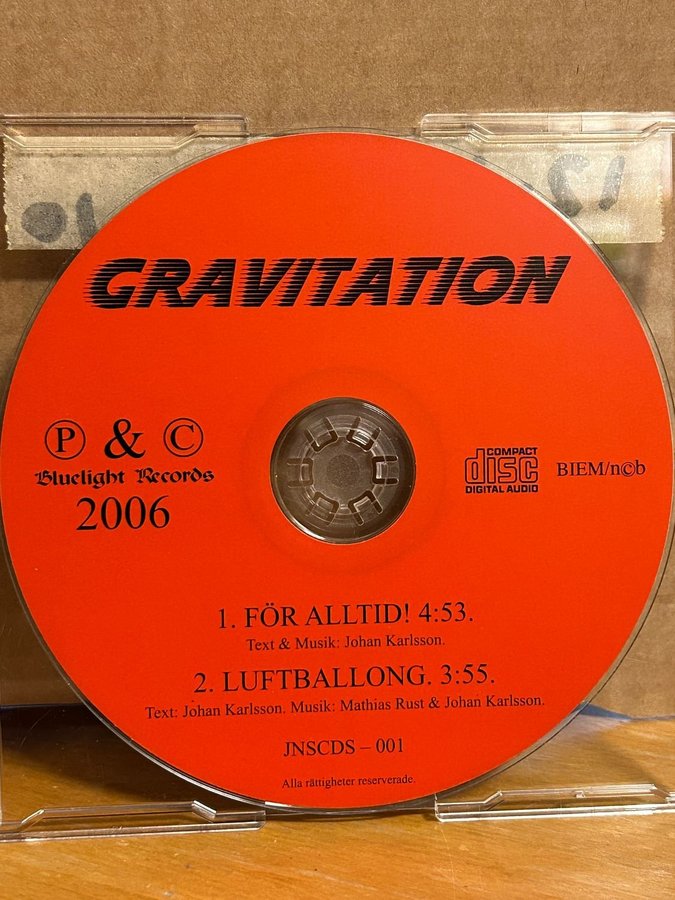 GRAVITATION
Ⓟ & Ⓒ
Bluelight Records
2006
COMPACT
disc
DIGITAL AUDIO
BIEM/n©b
1. FÖR ALLTID! 4:53.
Text & Musik: Johan Karlsson.
2. LUFTBALLONG. 3:55.
Text: Johan Karlsson. Musik: Mathias Rust & Johan Karlsson.
JNSCDS – 001
Alla rättigheter reserverade.